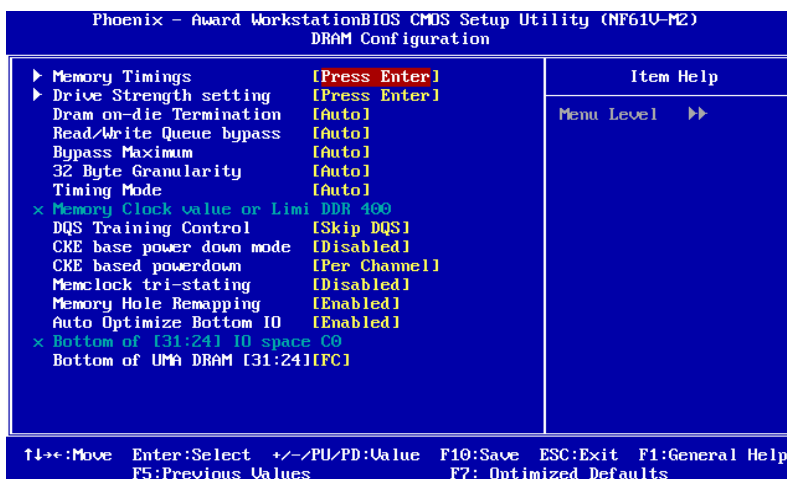 Phoenix - Award WorkstationBIOS CMOS Setup Utility (NF61V-M2)
DRAM Configuration
Memory Timings [Press Enter] Item Help
Drive Strength setting [Press Enter]
Dram on-die Termination [Auto] Menu Level
Read/Write Queue bypass [Auto]
Bypass Maximum [Auto]
32 Byte Granularity [Auto]
Timing Mode [Auto]
x Memory Clock value or Limi DDR 400
DQS Training Control [Skip DQS]
CKE base power down mode [Disabled]
CKE based powerdown [Per Channel]
Memclock tri-stating [Disabled]
Memory Hole Remapping [Enabled]
Auto Optimize Bottom IO [Enabled]
x Bottom of [31:24] IO space C0
Bottom of UMA DRAM [31:24][FC]
↑↓→←:Move Enter:Select +/-/PU/PD:Value F10:Save ESC:Exit F1:General Help
F5:Previous Values F7: Optimized Defaults